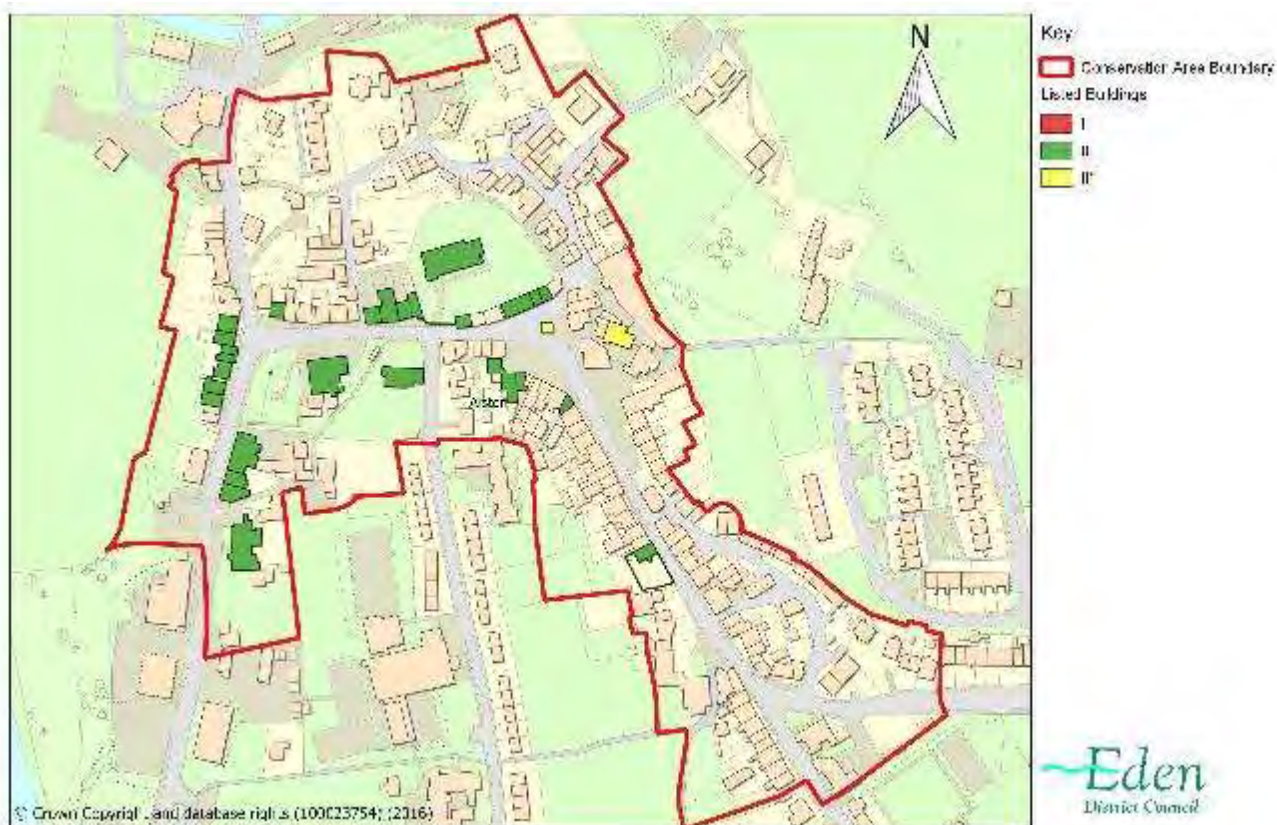 N
Key
Conservation Area Boundary
Listed Buildings
I
II
II*
Alston
Eden
District Council
© Crown Copyright and database rights (100023754) (2016)